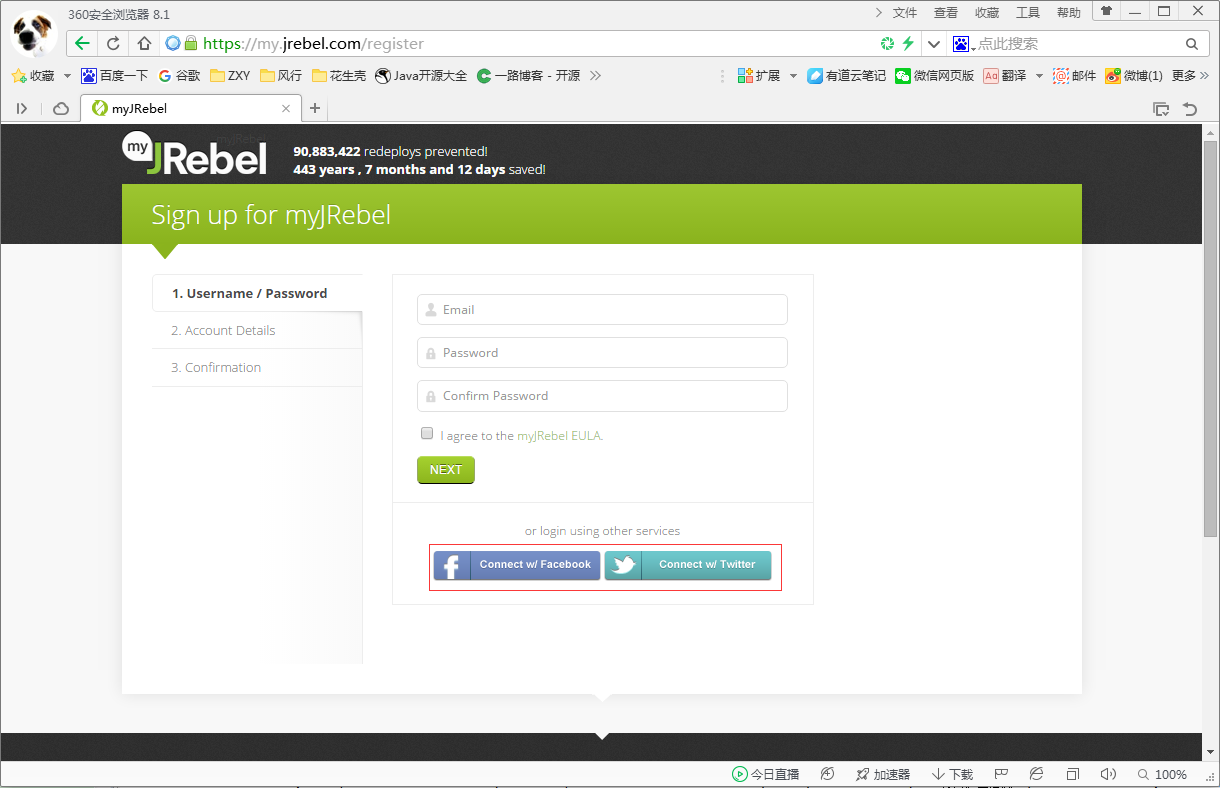 360安全浏览器 8.1
文件 查看 收藏 工具 帮助
https://my.jrebel.com/register
点此搜索
收藏 百度一下 谷歌 ZXY 风行 花生壳 Java开源大全 一路博客 - 开源 扩展 有道云笔记 微信网页版 Aa 翻译 邮件 微博(1) 更多
myJRebel
my JRebel
90,883,422 redeploys prevented!
443 years , 7 months and 12 days saved!
Sign up for myJRebel
1. Username / Password
2. Account Details
3. Confirmation
Email
Password
Confirm Password
I agree to the myJRebel EULA.
NEXT
or login using other services
Connect w/ Facebook
Connect w/ Twitter
今日直播 加速器 下载 100%